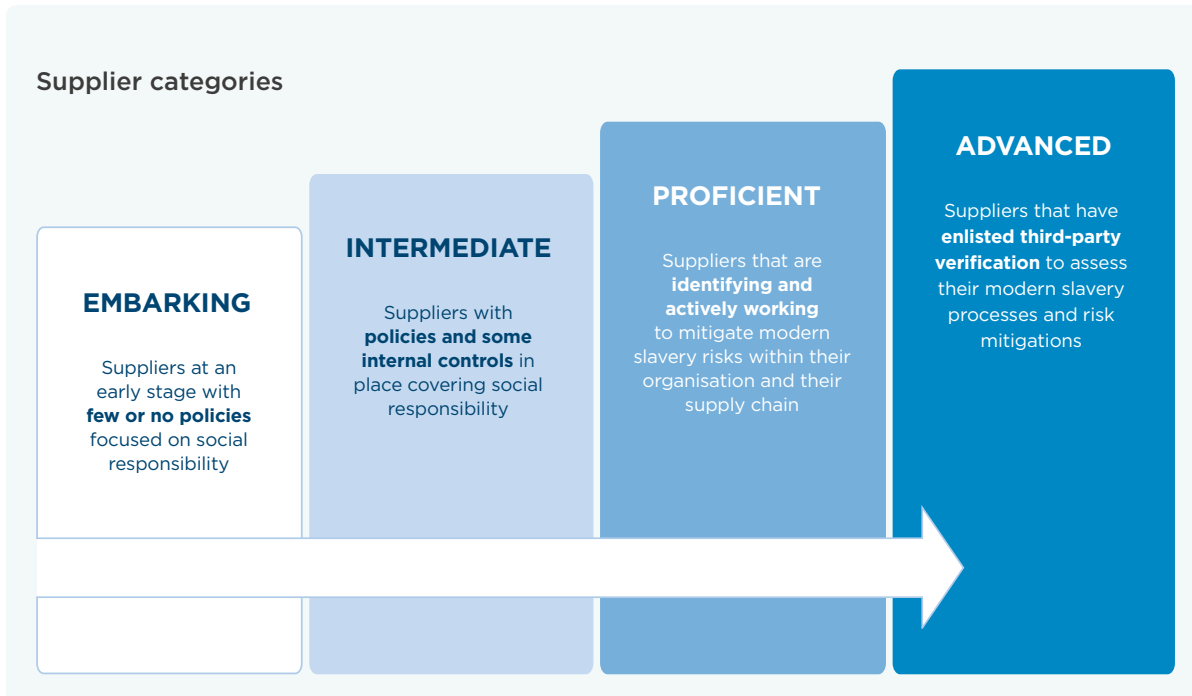 Supplier categories
EMBARKING
Suppliers at an
early stage with
few or no policies
focused on social
responsibility
INTERMEDIATE
Suppliers with
policies and some
internal controls in
place covering social
responsibility
PROFICIENT
Suppliers that are
identifying and
actively working
to mitigate modern
slavery risks within their
organisation and their
supply chain
ADVANCED
Suppliers that have
enlisted third-party
verification to assess
their modern slavery
processes and risk
mitigations